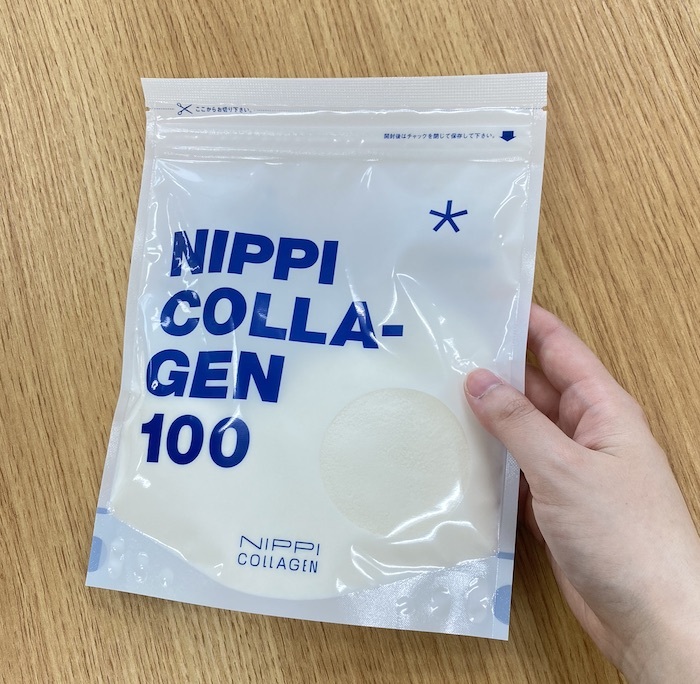 ここからお切り下さい。
開封後はチャックを閉じて保存して下さい。
NIPPI
COLLA-
GEN
100
NIPPI
COLLAGEN